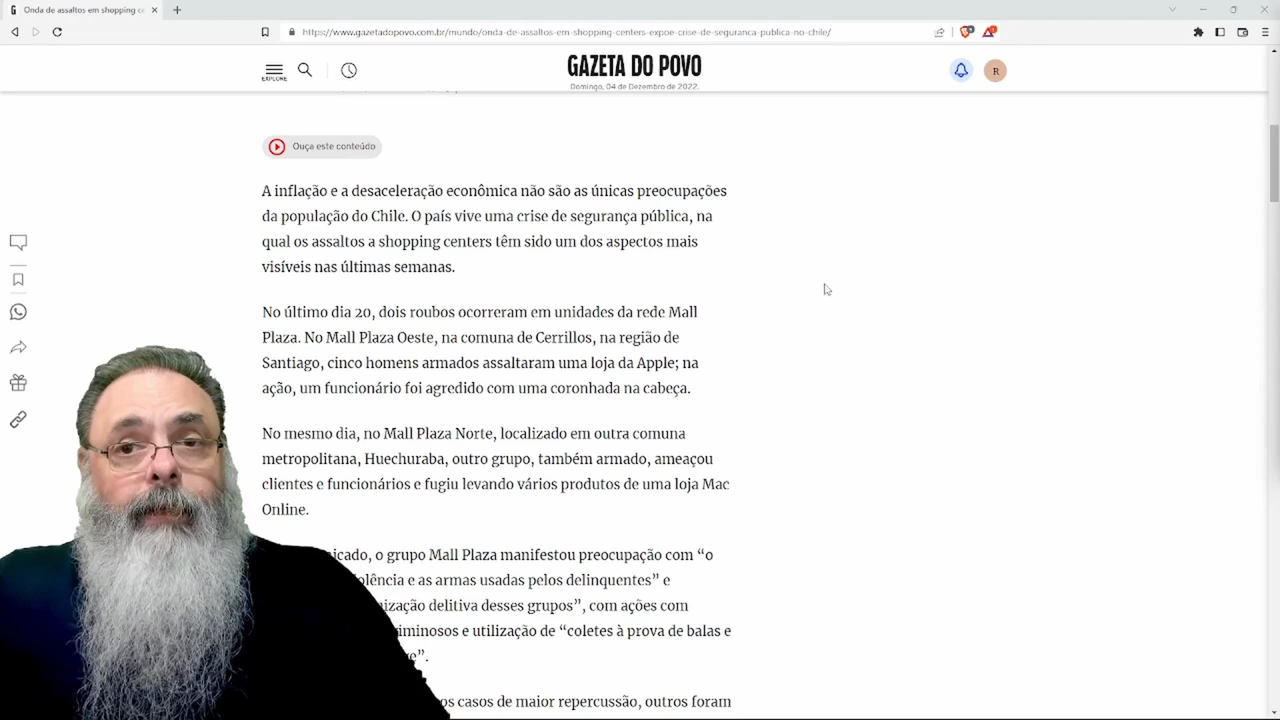 Onda de assaltos em shopping ce
https://www.gazetadopovo.com.br/mundo/onda-de-assaltos-em-shopping-centers-expoe-crise-de-seguranca-publica-no-chile/
EXPLORE
GAZETA DO POVO
Domingo, 04 de Dezembro de 2022.
R
Ouça este conteúdo
A inflação e a desaceleração econômica não são as únicas preocupações
da população do Chile. O país vive uma crise de segurança pública, na
qual os assaltos a shopping centers têm sido um dos aspectos mais
visíveis nas últimas semanas.
No último dia 20, dois roubos ocorreram em unidades da rede Mall
Plaza. No Mall Plaza Oeste, na comuna de Cerrillos, na região de
Santiago, cinco homens armados assaltaram uma loja da Apple; na
ação, um funcionário foi agredido com uma coronhada na cabeça.
No mesmo dia, no Mall Plaza Norte, localizado em outra comuna
metropolitana, Huechuraba, outro grupo, também armado, ameaçou
clientes e funcionários e fugiu levando vários produtos de uma loja Mac
Online.
icado, o grupo Mall Plaza manifestou preocupação com “o
olência e as armas usadas pelos delinquentes” e
nização delitiva desses grupos”, com ações com
iminosos e utilização de “coletes à prova de balas e
”.
os casos de maior repercussão, outros foram